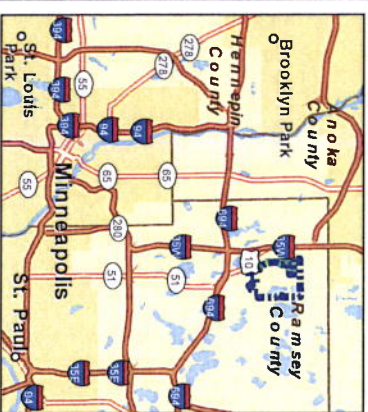 Anoka
County
Brooklyn Park
Hennepin
County
278
278
694
35W
10
Ramsey
County
694
694
394
394
394
94
94
55
65
65
55
280
35W
51
51
35E
35E
94
St. Louis
Park
Minneapolis
St. Paul